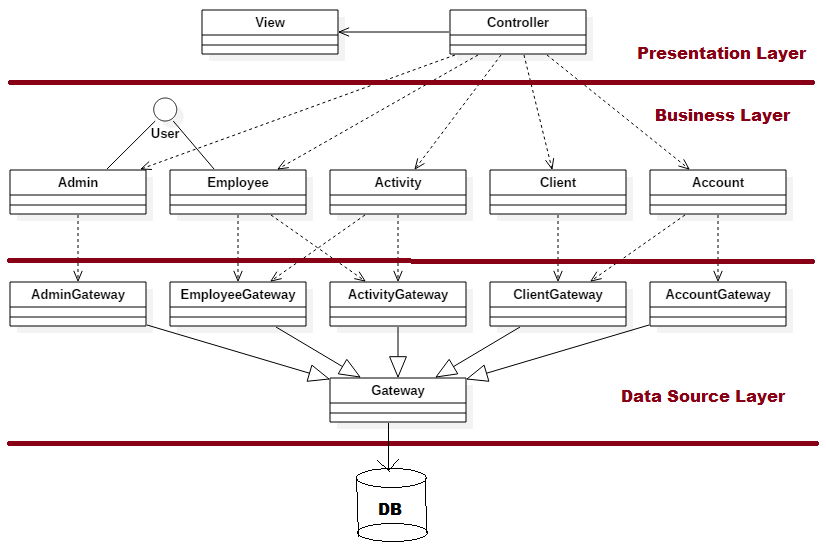 View
Controller
Presentation Layer
Business Layer
User
Admin
Employee
Activity
Client
Account
AdminGateway
EmployeeGateway
ActivityGateway
ClientGateway
AccountGateway
Gateway
Data Source Layer
DB